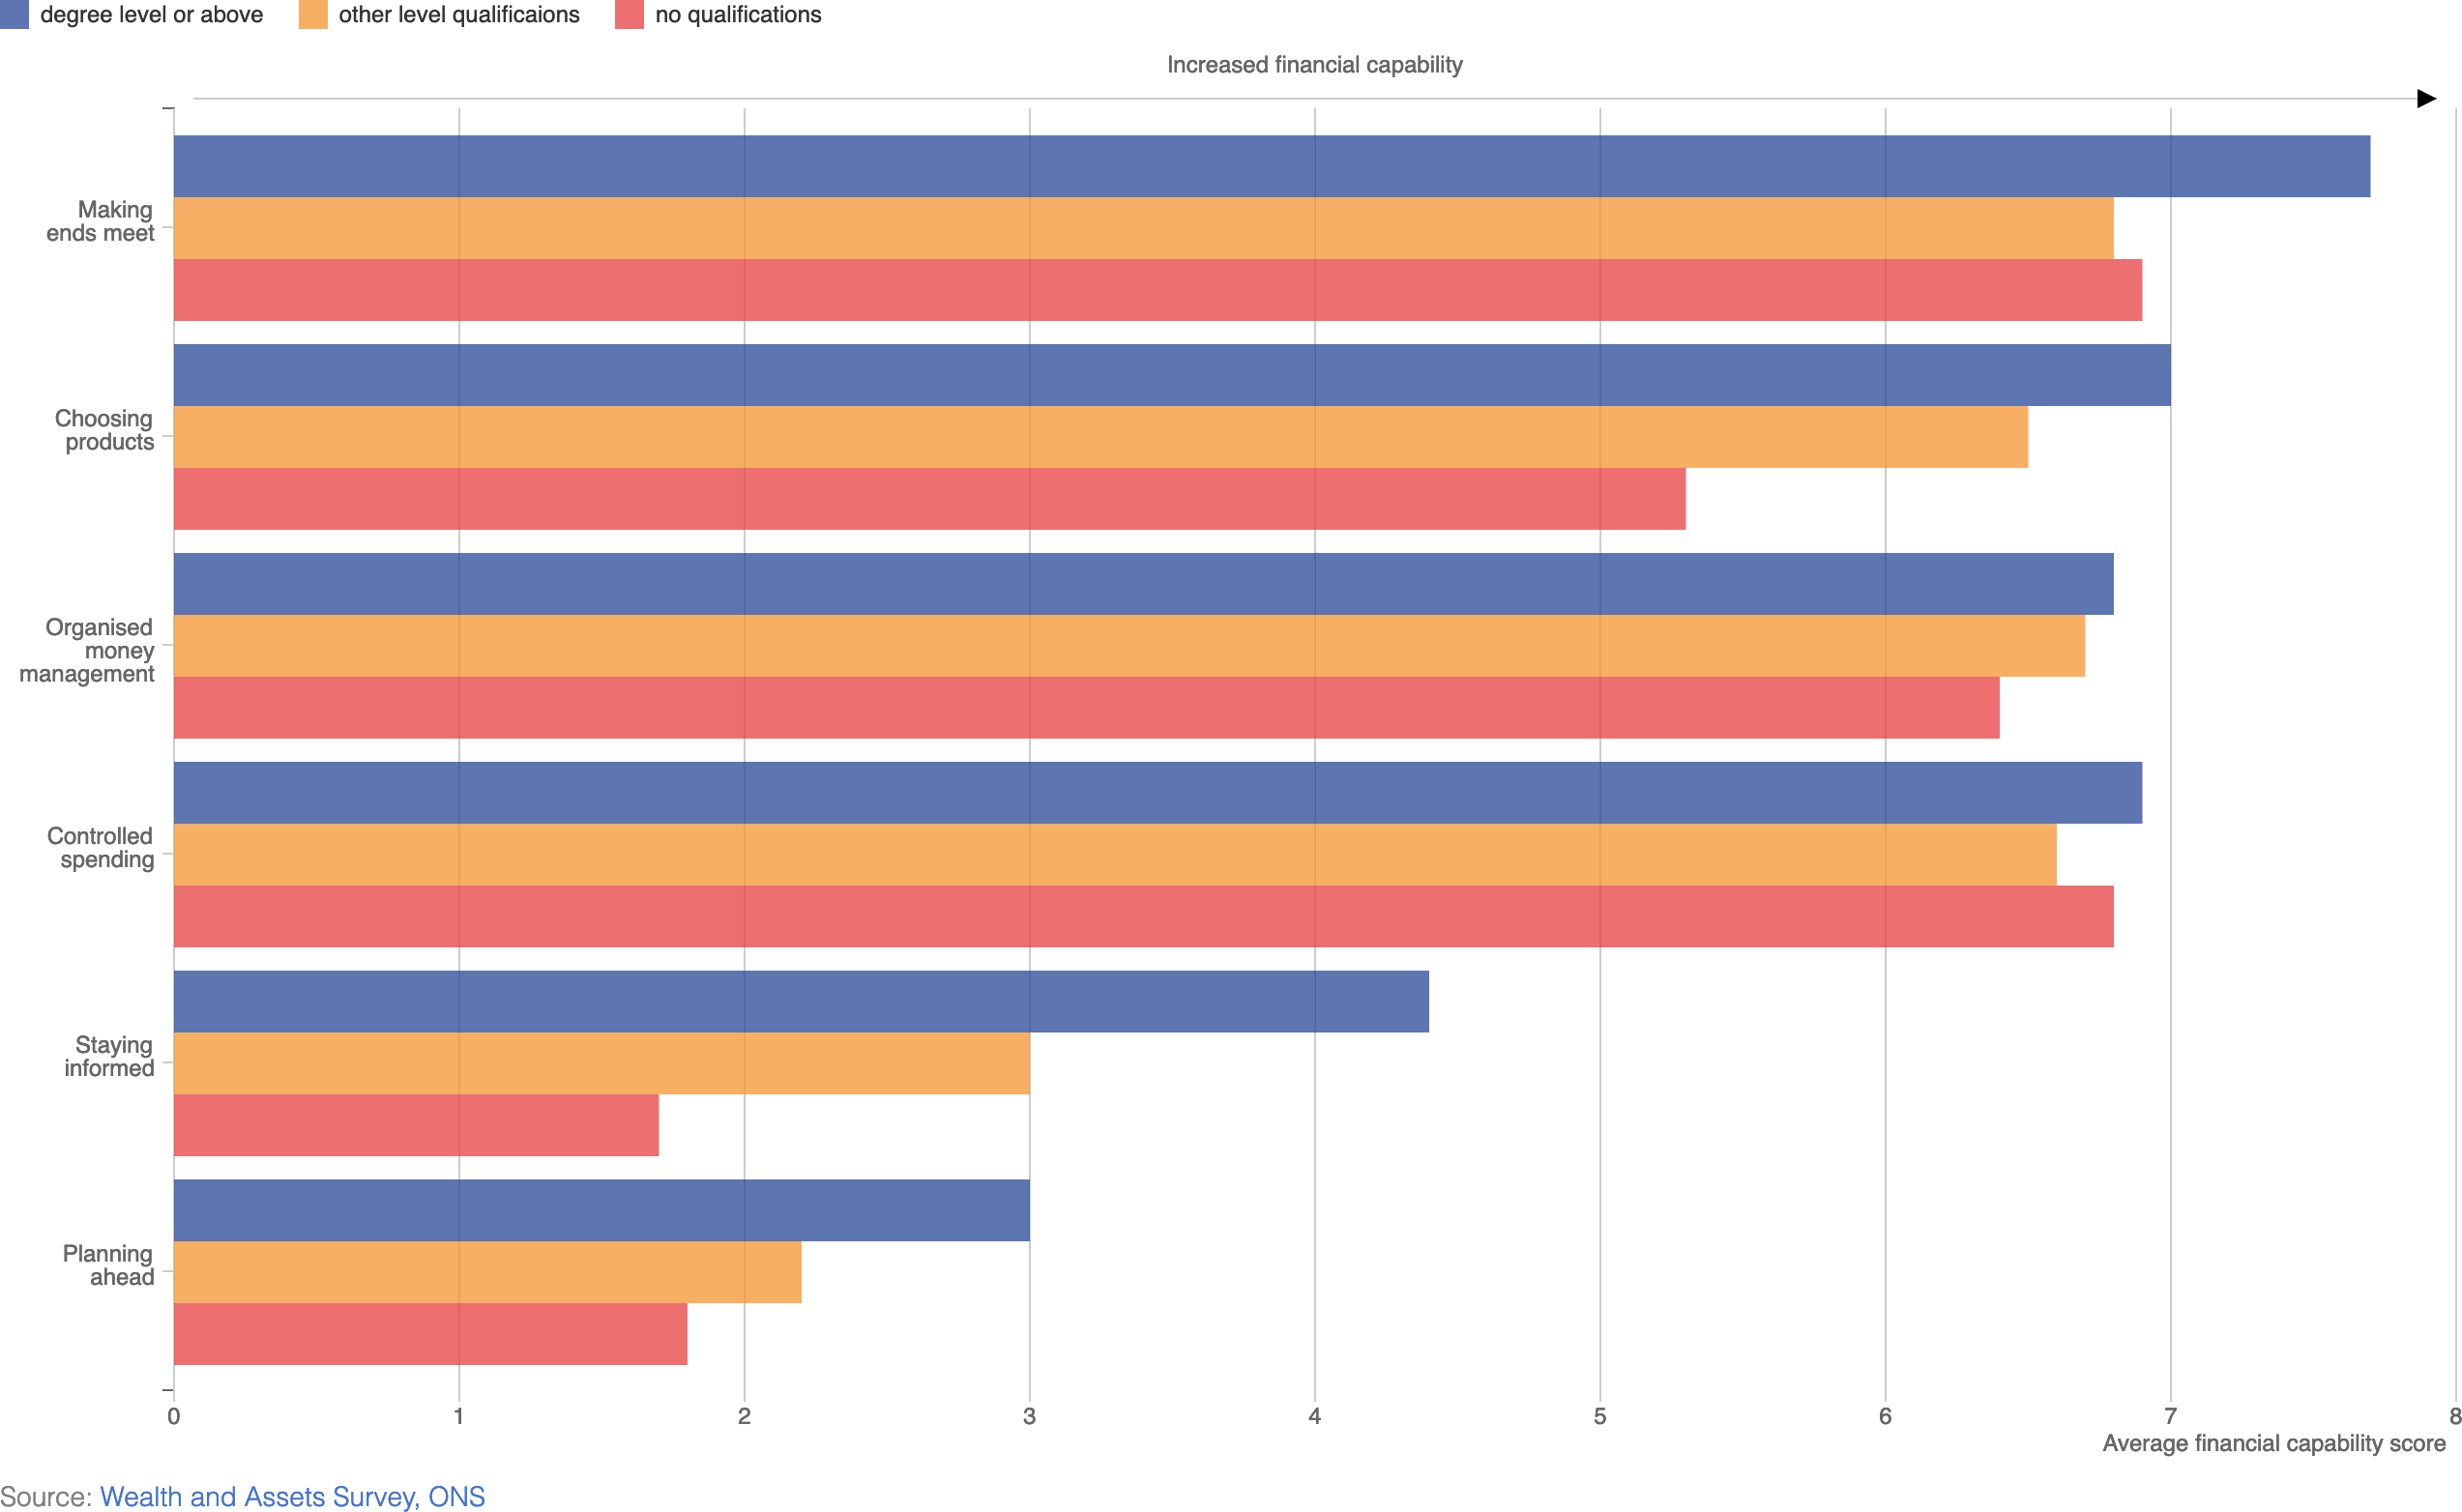 degree level or above other level qualificaions no qualifications
Increased financial capability
Making
ends meet
Choosing
products
Organised
money
management
Controlled
spending
Staying
informed
Planning
ahead
0 1 2 3 4 5 6 7 8
Average financial capability score
Source: Wealth and Assets Survey, ONS